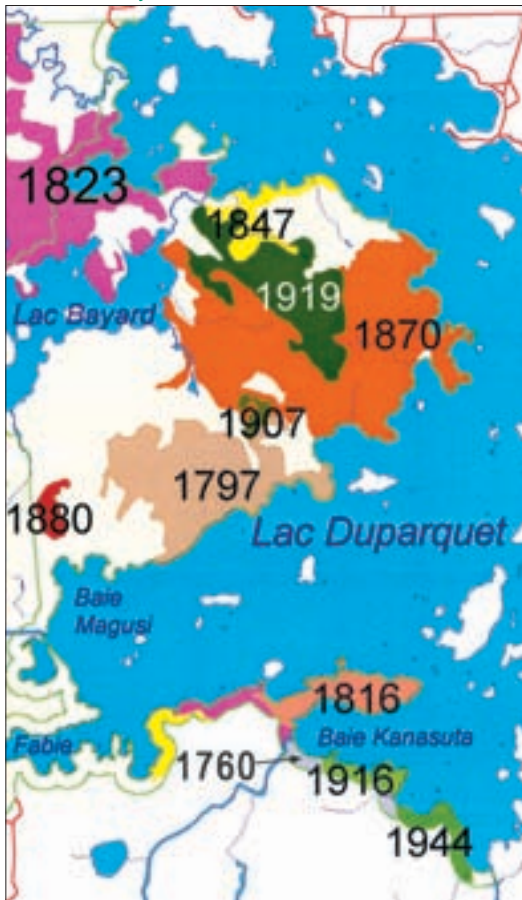 1823
1847
1919
Lac Bayard
1870
1907
1797
1880
Lac Duparquet
Baie
Magusi
1816
Fabie
Baie Kanasuta
1760
1916
1944